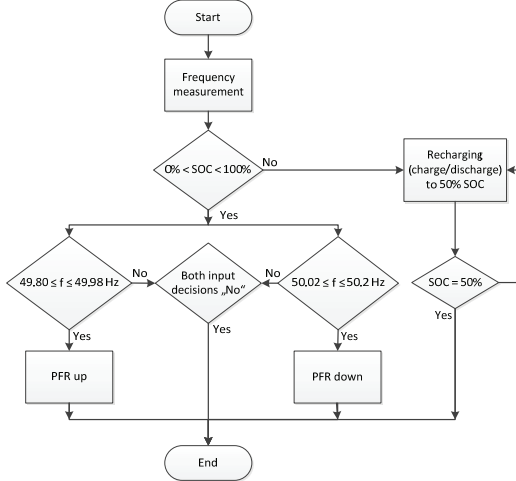 Start
Frequency
measurement
0% < SOC < 100%
No
Recharging
(charge/discharge)
to 50% SOC
Yes
49,80 ≤ f ≤ 49,98 Hz
No
Both input
decisions „No“
No
50,02 ≤ f ≤ 50,2 Hz
SOC = 50%
Yes
Yes
Yes
Yes
PFR up
PFR down
End